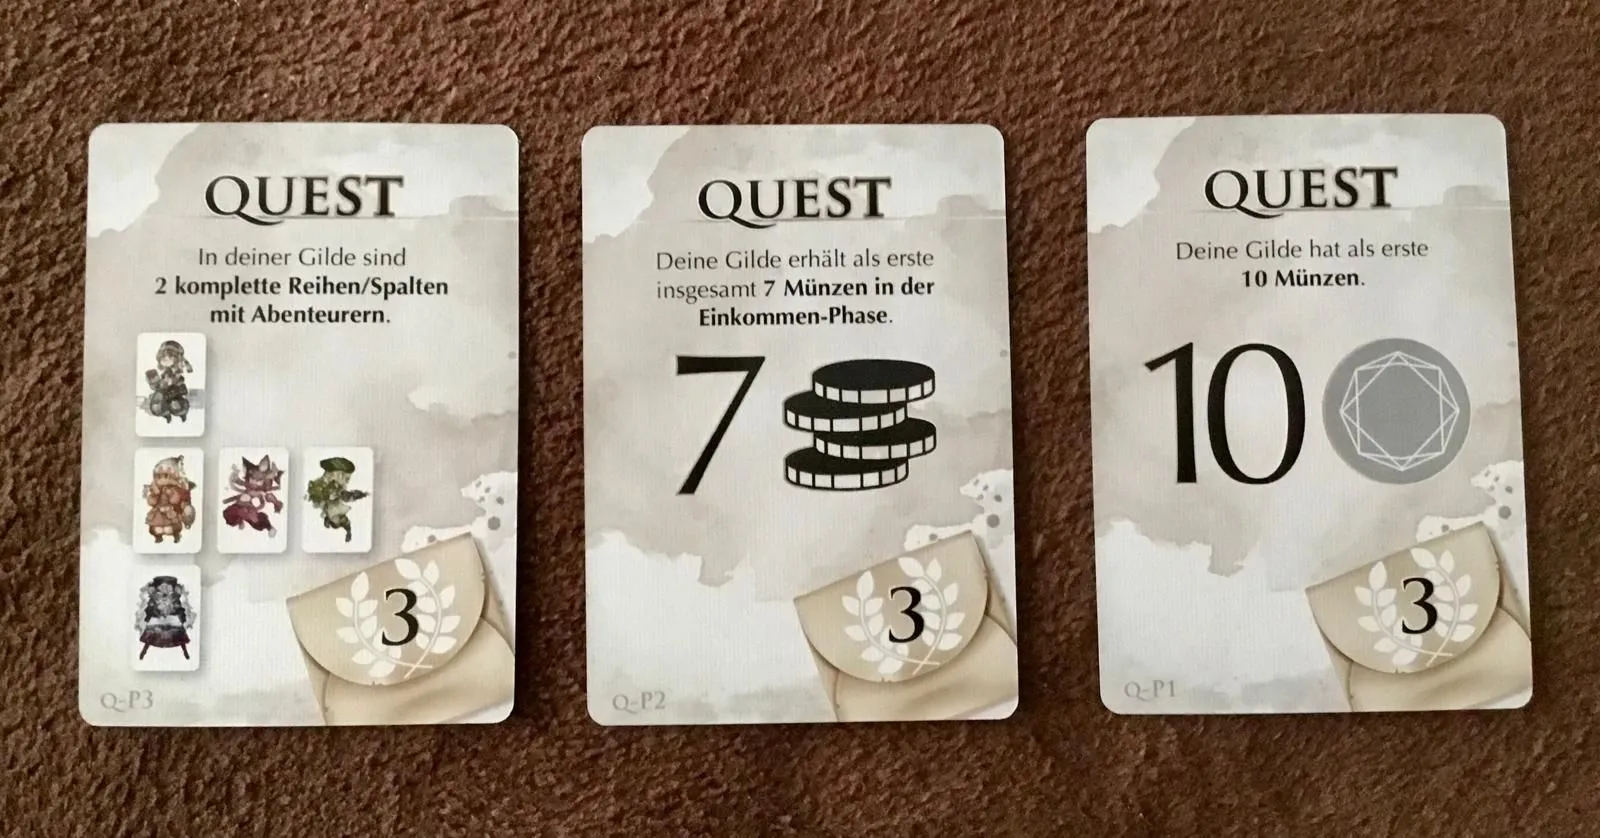 QUEST
In deiner Gilde sind
2 komplette Reihen/Spalten
mit Abenteurern.
3
Q-P3
QUEST
Deine Gilde erhält als erste
insgesamt 7 Münzen in der
Einkommen-Phase.
7
3
Q-P2
QUEST
Deine Gilde hat als erste
10 Münzen.
10
3
Q-P1